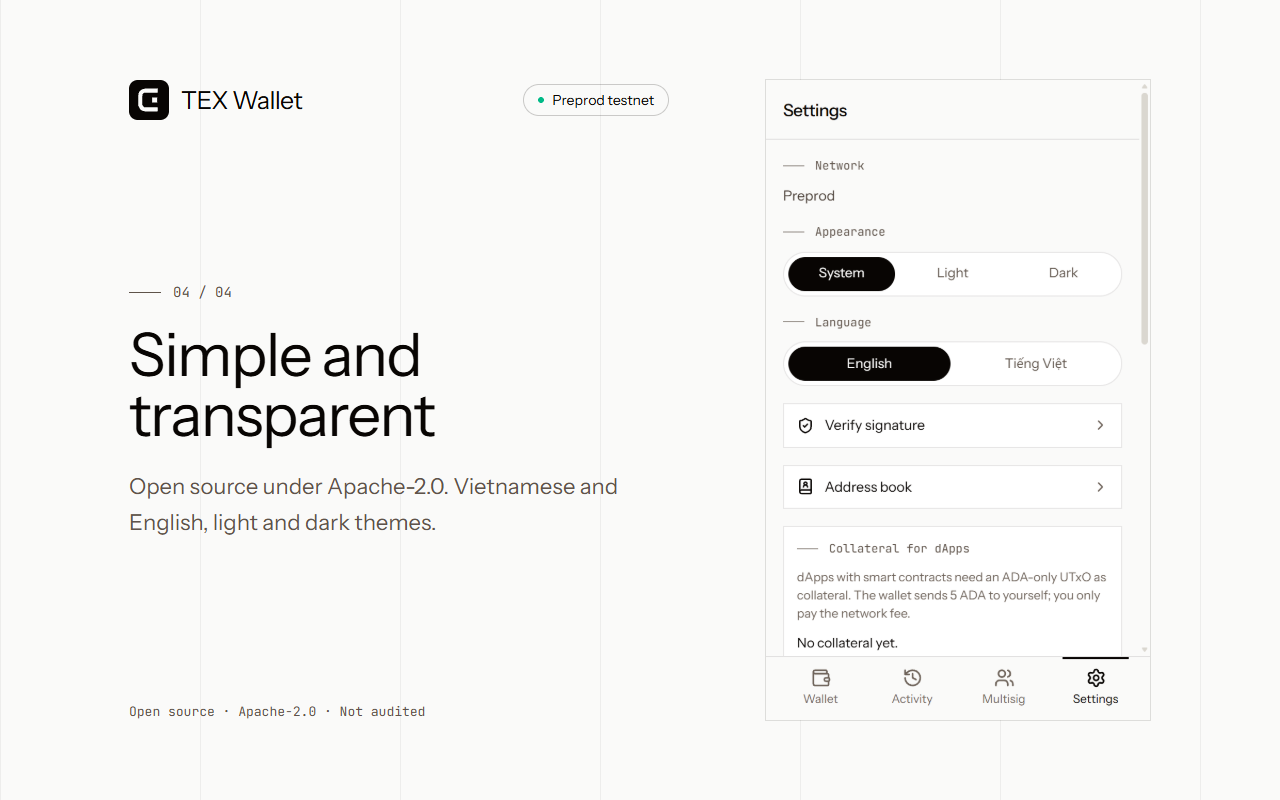 TEX Wallet
Preprod testnet
04 / 04
Simple and
transparent
Open source under Apache-2.0. Vietnamese and
English, light and dark themes.
Open source · Apache-2.0 · Not audited
Settings
Network
Preprod
Appearance
System Light Dark
Language
English Tiếng Việt
Verify signature
Address book
Collateral for dApps
dApps with smart contracts need an ADA-only UTxO as
collateral. The wallet sends 5 ADA to yourself; you only
pay the network fee.
No collateral yet.
Wallet Activity Multisig Settings